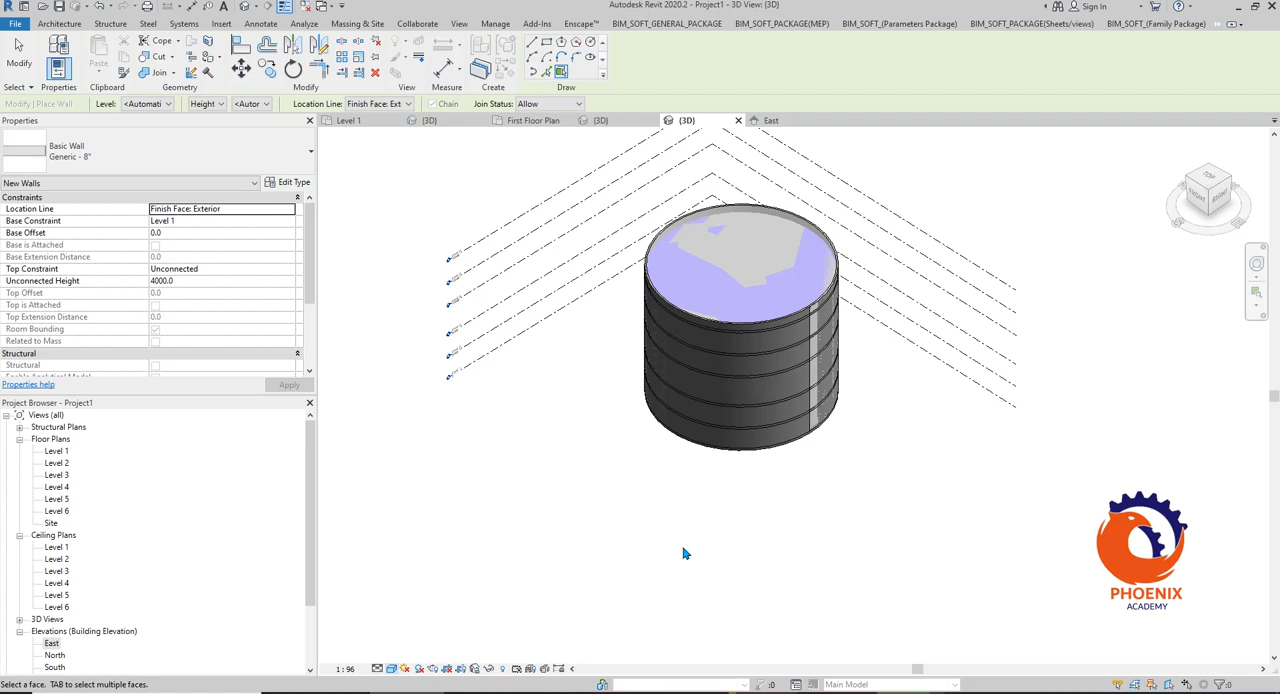 Autodesk Revit 2020.2 - Project1 - 3D View: {3D}
Sign In
File Architecture Structure Steel Systems Insert Annotate Analyze Massing & Site Collaborate View Manage Add-Ins Enscape™ BIM_SOFT_GENERAL_PACKAGE BIM_SOFT_PACKAGE(MEP) BIM_SOFT_(Parameters Package) BIM_SOFT_PACKAGE(Sheets/views) BIM_SOFT_(Family Package)
Cope
Cut
Join
Modify Paste
Select Properties Clipboard Geometry Modify View Measure Create Draw
Modify | Place Wall Level: <Automati Height <Autor Location Line: Finish Face: Ext Chain Join Status: Allow
Properties
Level 1 {3D} First Floor Plan {3D} {3D} East
Basic Wall
Generic - 8"
New Walls Edit Type
Constraints
Location Line Finish Face: Exterior
Base Constraint Level 1
Base Offset 0.0
Base is Attached
Base Extension Distance 0.0
Top Constraint Unconnected
Unconnected Height 4000.0
Top Offset 0.0
Top is Attached
Top Extension Distance 0.0
Room Bounding
Related to Mass
Structural
Structural
Properties help Apply
Project Browser - Project1
Views (all)
Structural Plans
Floor Plans
Level 1
Level 2
Level 3
Level 4
Level 5
Level 6
Site
Ceiling Plans
Level 1
Level 2
Level 3
Level 4
Level 5
Level 6
3D Views
Elevations (Building Elevation)
East
North
South
TOP
FRONT RIGHT
PHOENIX
ACADEMY
1 : 96
Select a face. TAB to select multiple faces.
:0 Main Model :0